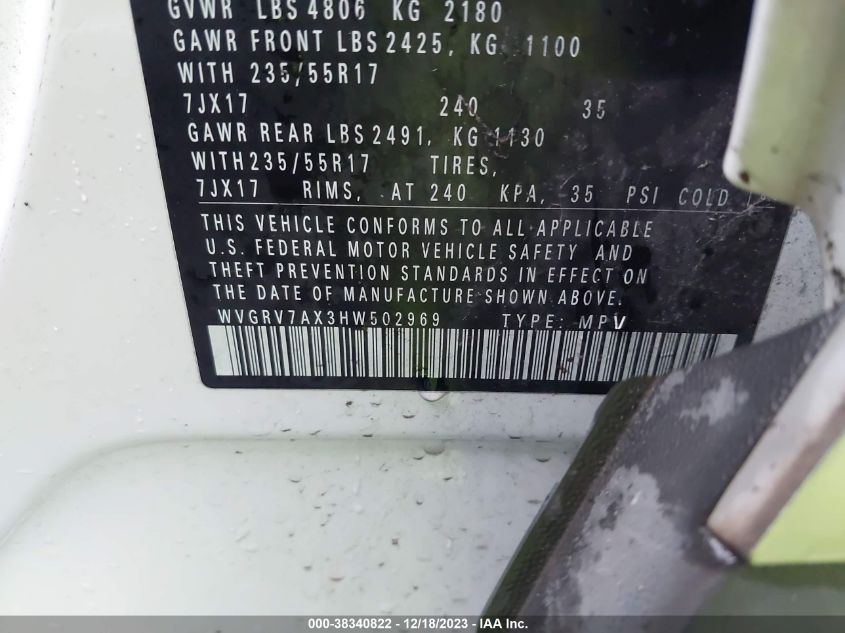 GVWR LBS 4806 KG 2180
GAWR FRONT LBS 2425, KG 1100
WITH 235/55R17
7JX17 240 35
GAWR REAR LBS 2491, KG 1130
WITH235/55R17 TIRES,
7JX17 RIMS, AT 240 KPA, 35 PSI COLD
THIS VEHICLE CONFORMS TO ALL APPLICABLE
U.S. FEDERAL MOTOR VEHICLE SAFETY AND
THEFT PREVENTION STANDARDS IN EFFECT ON
THE DATE OF MANUFACTURE SHOWN ABOVE.
WVGRV7AX3HW502969 TYPE: MPV
000-38340822 - 12/18/2023 - IAAI.com